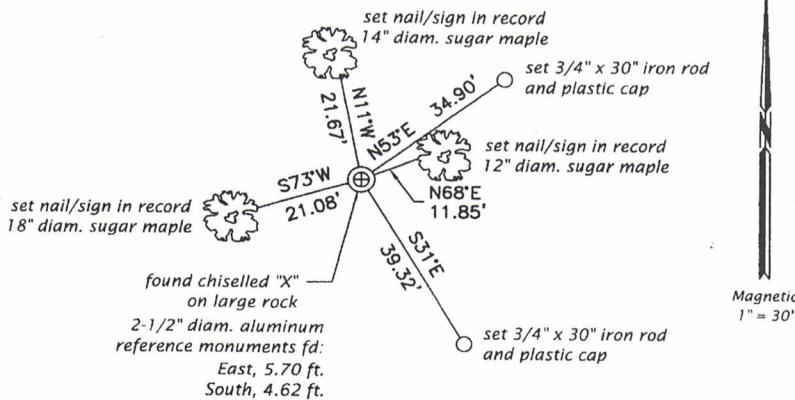 set nail/sign in record
14" diam. sugar maple
set 3/4" x 30" iron rod
and plastic cap
N11°W
21.67'
N53°E
34.90'
set nail/sign in record
12" diam. sugar maple
N68°E
11.85'
S73°W
21.08'
set nail/sign in record
18" diam. sugar maple
S31°E
39.32'
found chiselled "X"
on large rock
2-1/2" diam. aluminum
reference monuments fd:
East, 5.70 ft.
South, 4.62 ft.
set 3/4" x 30" iron rod
and plastic cap
N
Magnetic
1" = 30'